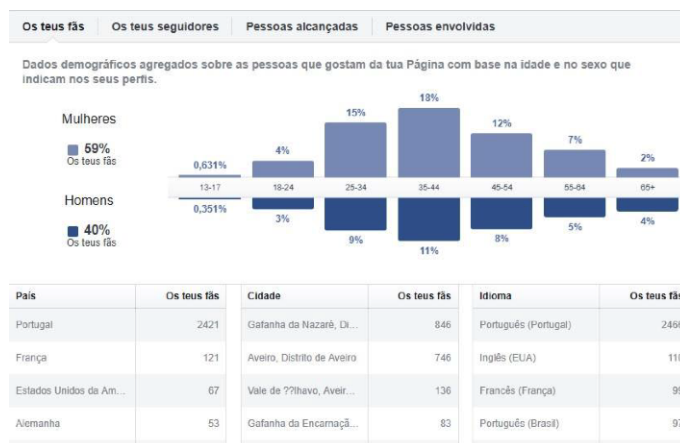 Os teus fãs Os teus seguidores Pessoas alcançadas Pessoas envolvidas
Dados demográficos agregados sobre as pessoas que gostam da tua Página com base na idade e no sexo que
indicam nos seus perfis.
Mulheres
59%
Os teus fãs
0,631% 4% 15% 18% 12% 7% 2%
13-17 18-24 25-34 35-44 45-54 55-64 65+
Homens
40%
Os teus fãs
0,351% 3% 9% 11% 8% 5% 4%
País Os teus fãs Cidade Os teus fãs Idioma Os teus fãs
Portugal 2421 Gafanha da Nazaré, Di... 846 Português (Portugal) 2466
França 121 Aveiro, Distrito de Aveiro 746 Inglês (EUA) 110
Estados Unidos da Am... 67 Vale de ??lhavo, Aveir... 136 Francês (França)
Alemanha 53 Gafanha da Encarnaçã... 83 Português (Brasil)